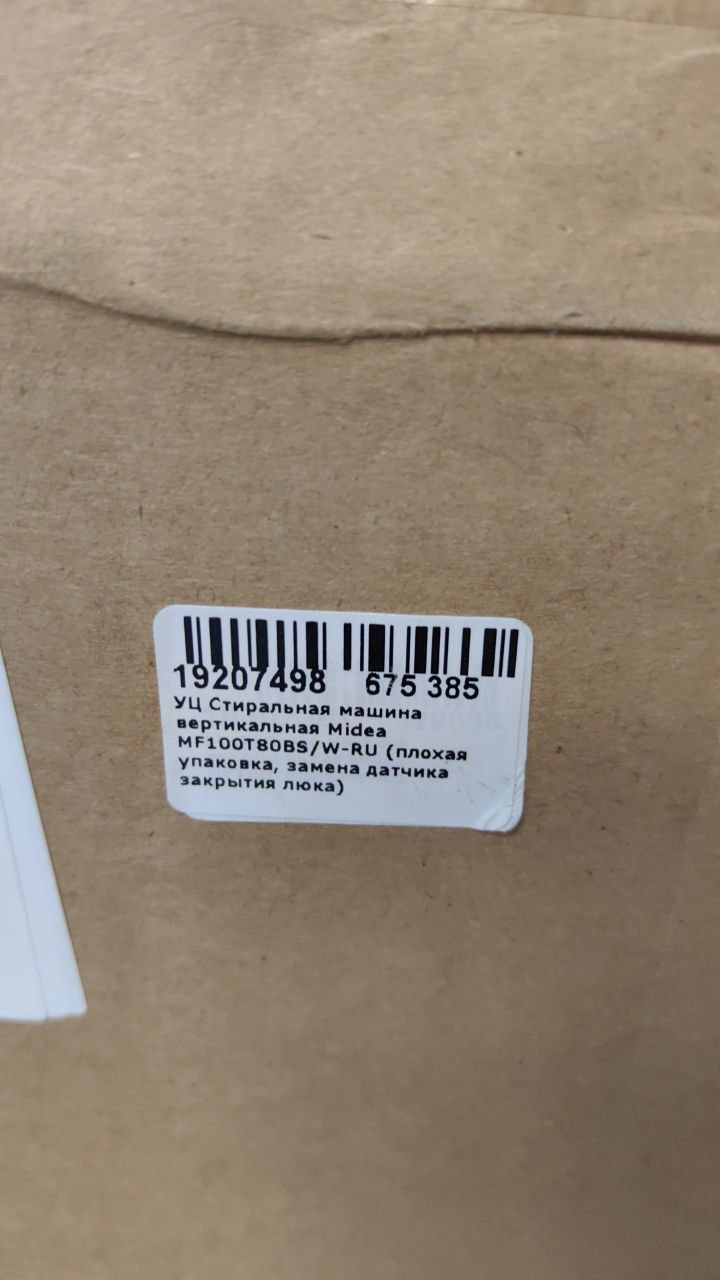 19207498 675 385
УЦ Стиральная машина
вертикальная Midea
MF100T80BS/W-RU (плохая
упаковка, замена датчика
закрытия люка)